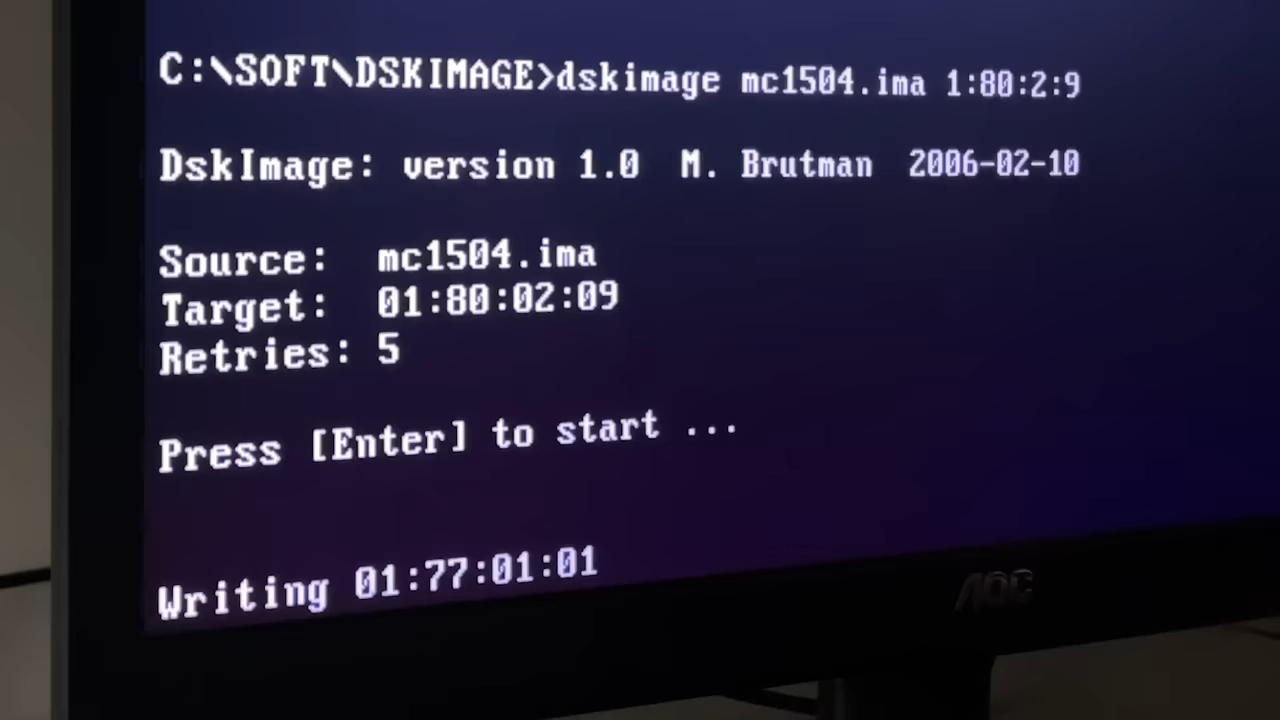 C:\SOFT\DSKIMAGE>dskimage mc1504.ima 1:80:2:9
DskImage: version 1.0 M. Brutman 2006-02-10
Source: mc1504.ima
Target: 01:80:02:09
Retries: 5
Press [Enter] to start ...
Writing 01:77:01:01
AOC